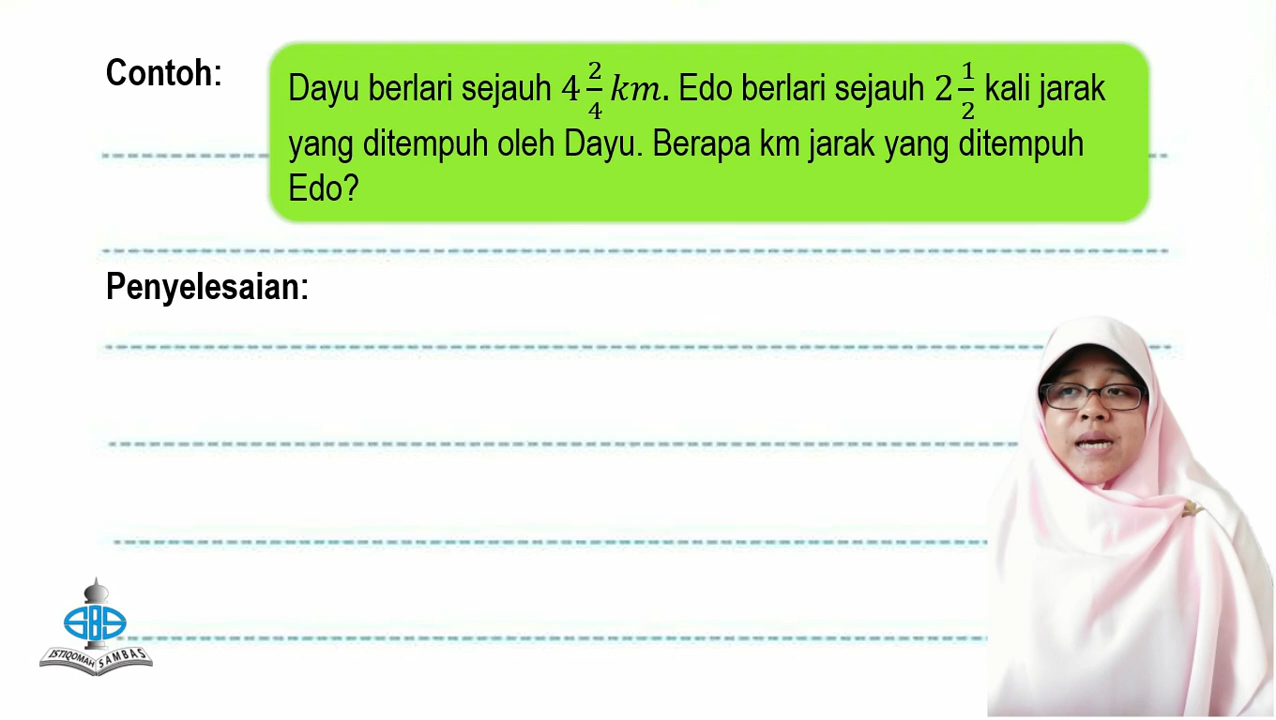 Contoh:
Dayu berlari sejauh 4 2/4 km. Edo berlari sejauh 2 1/2 kali jarak
yang ditempuh oleh Dayu. Berapa km jarak yang ditempuh
Edo?
Penyelesaian:
SBS
ISTIQOMAH SAMBAS